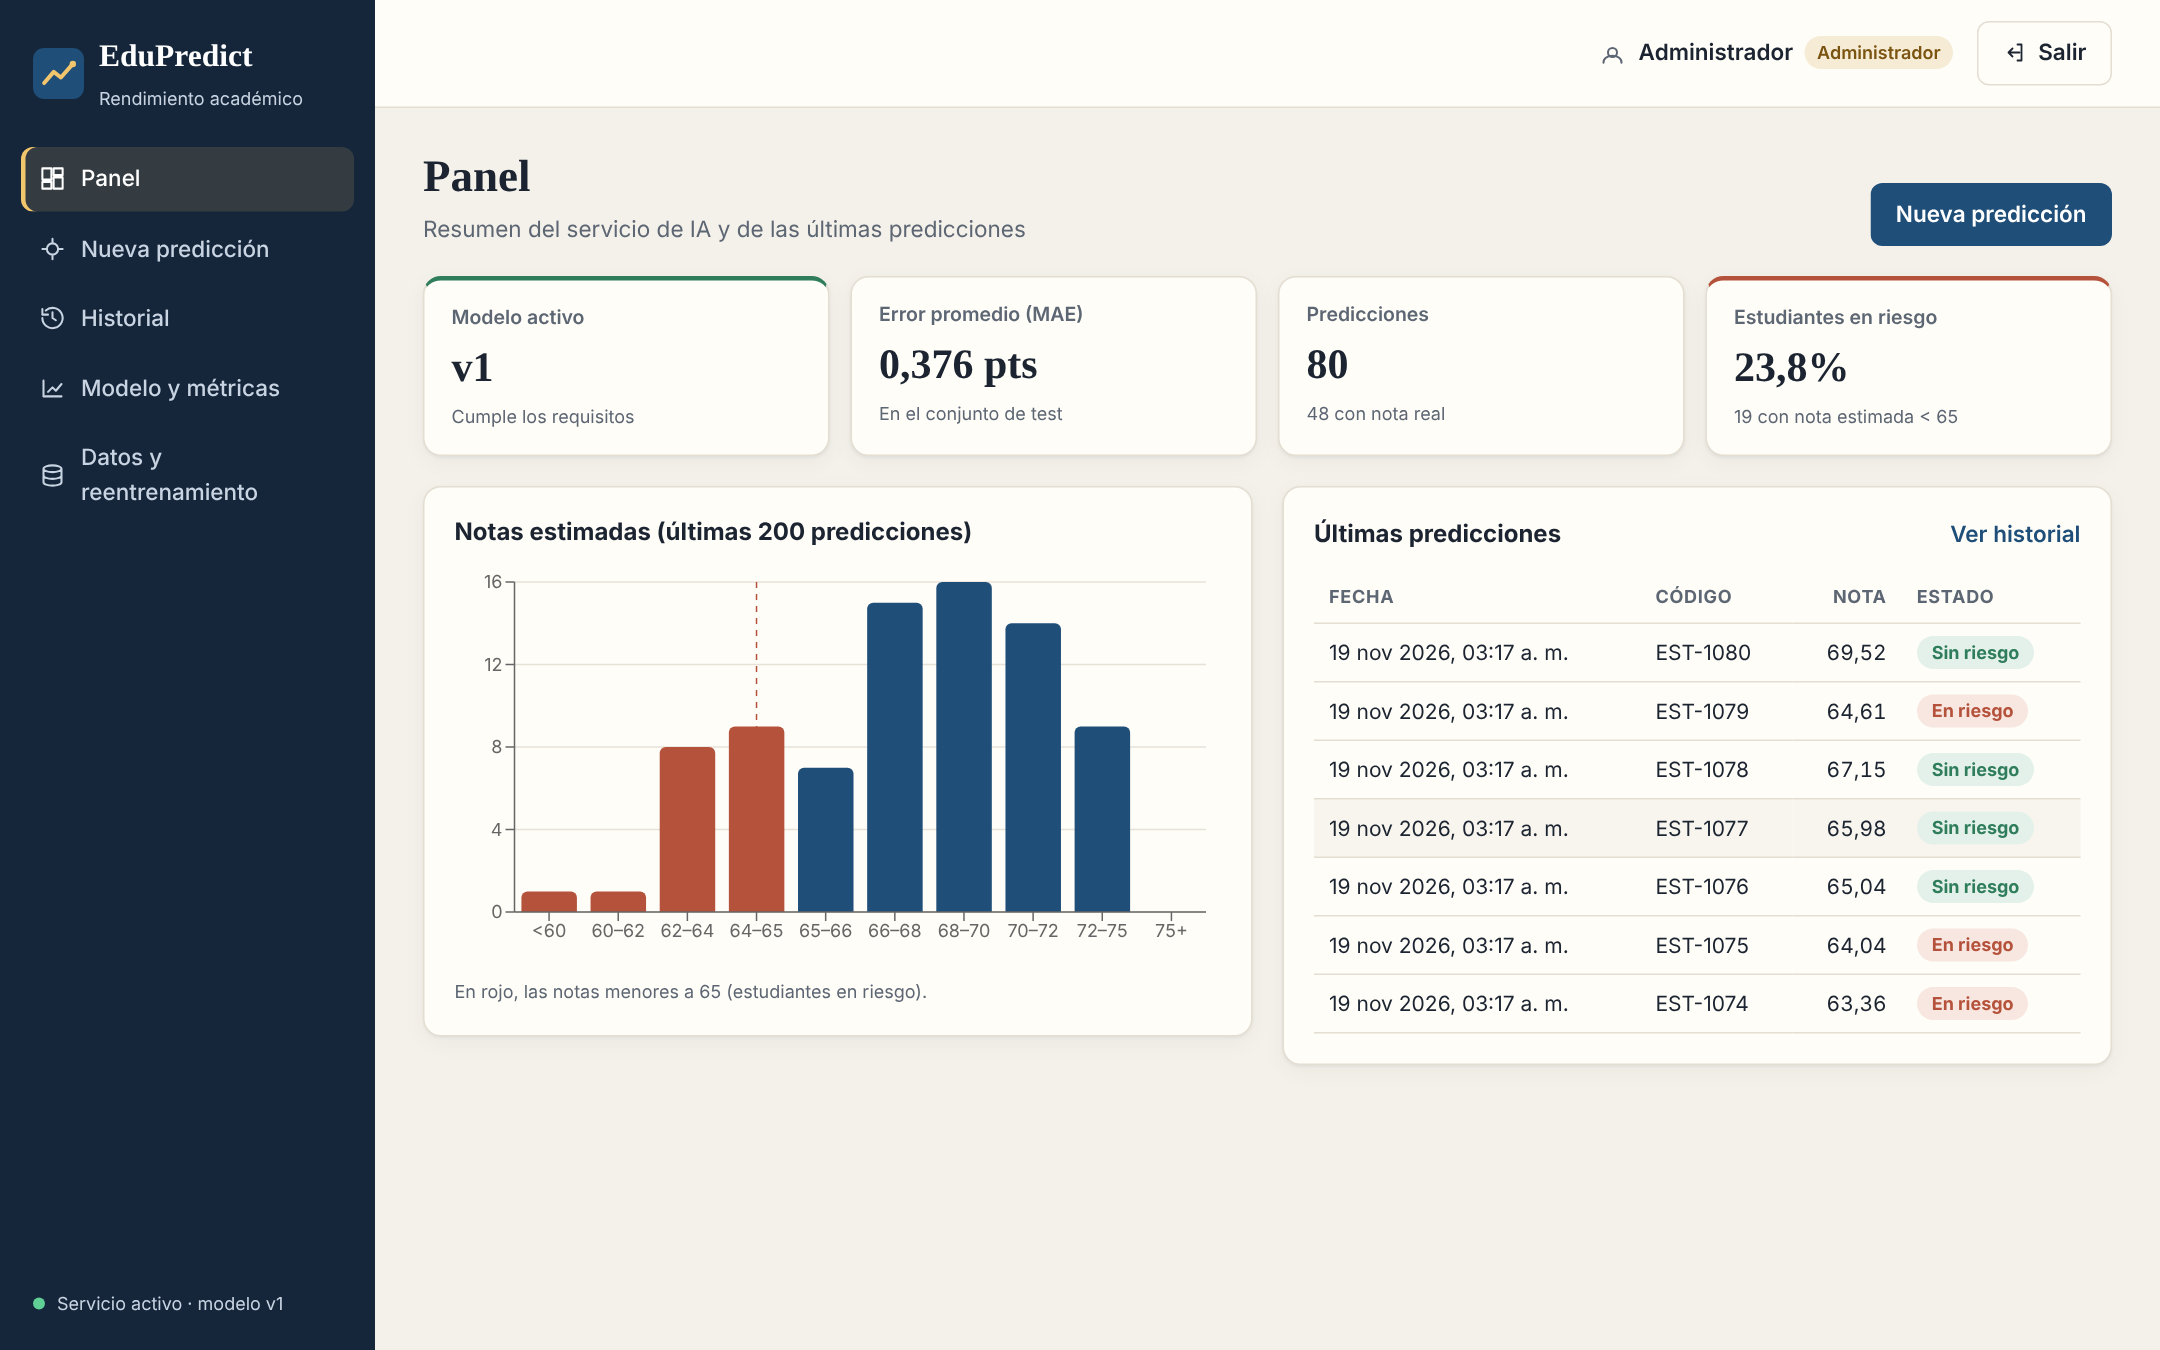 EduPredict
Rendimiento académico
Panel
Nueva predicción
Historial
Modelo y métricas
Datos y
reentrenamiento
Servicio activo · modelo v1
Administrador Administrador Salir
Panel
Resumen del servicio de IA y de las últimas predicciones
Nueva predicción
Modelo activo
v1
Cumple los requisitos
Error promedio (MAE)
0,376 pts
En el conjunto de test
Predicciones
80
48 con nota real
Estudiantes en riesgo
23,8%
19 con nota estimada < 65
Notas estimadas (últimas 200 predicciones)
16
12
8
4
0
<60 60–62 62–64 64–65 65–66 66–68 68–70 70–72 72–75 75+
En rojo, las notas menores a 65 (estudiantes en riesgo).
Últimas predicciones Ver historial
FECHA CÓDIGO NOTA ESTADO
19 nov 2026, 03:17 a. m. EST-1080 69,52 Sin riesgo
19 nov 2026, 03:17 a. m. EST-1079 64,61 En riesgo
19 nov 2026, 03:17 a. m. EST-1078 67,15 Sin riesgo
19 nov 2026, 03:17 a. m. EST-1077 65,98 Sin riesgo
19 nov 2026, 03:17 a. m. EST-1076 65,04 Sin riesgo
19 nov 2026, 03:17 a. m. EST-1075 64,04 En riesgo
19 nov 2026, 03:17 a. m. EST-1074 63,36 En riesgo